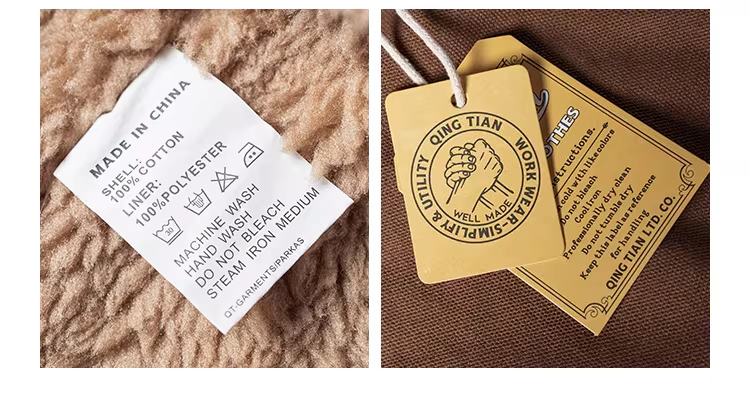 MADE IN CHINA
SHELL:
100% COTTON
LINER:
100%POLYESTER
30
MACHINE WASH
HAND WASH
DO NOT BLEACH
STEAM IRON MEDIUM
QT-GARMENTS/PARKAS
QING TIAN WORK WEAR-SIMPLIFY & UTILITY
WELL MADE
cold with like colors
Do not bleach
Cool iron
Professionally, dry clean
Do not tumble dry
Keep this label as reference
for handling
QING TIAN LTD. CO.